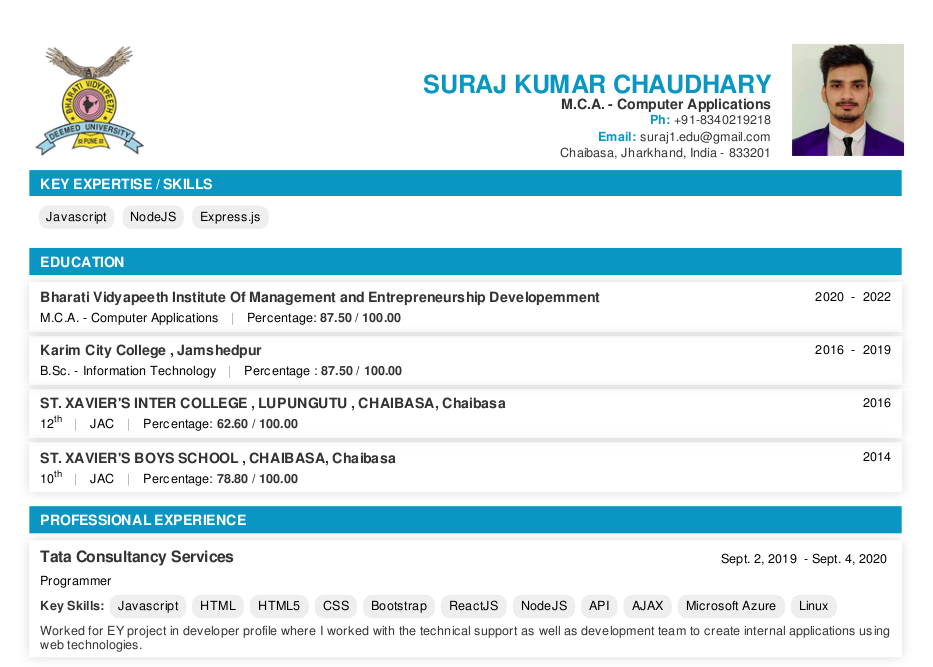 BHARATI VIDYAPEETH
DEEMED UNIVERSITY
PUNE
SURAJ KUMAR CHAUDHARY
M.C.A. - Computer Applications
Ph: +91-8340219218
Email: suraj1.edu@gmail.com
Chaibasa, Jharkhand, India - 833201
KEY EXPERTISE / SKILLS
Javascript NodeJS Express.js
EDUCATION
Bharati Vidyapeeth Institute Of Management and Entrepreneurship Developemment 2020 - 2022
M.C.A. - Computer Applications | Percentage: 87.50 / 100.00
Karim City College , Jamshedpur 2016 - 2019
B.Sc. - Information Technology | Percentage : 87.50 / 100.00
ST. XAVIER'S INTER COLLEGE , LUPUNGUTU , CHAIBASA, Chaibasa 2016
12th | JAC | Percentage: 62.60 / 100.00
ST. XAVIER'S BOYS SCHOOL , CHAIBASA, Chaibasa 2014
10th | JAC | Percentage: 78.80 / 100.00
PROFESSIONAL EXPERIENCE
Tata Consultancy Services Sept. 2, 2019 - Sept. 4, 2020
Programmer
Key Skills: Javascript HTML HTML5 CSS Bootstrap ReactJS NodeJS API AJAX Microsoft Azure Linux
Worked for EY project in developer profile where I worked with the technical support as well as development team to create internal applications using
web technologies.